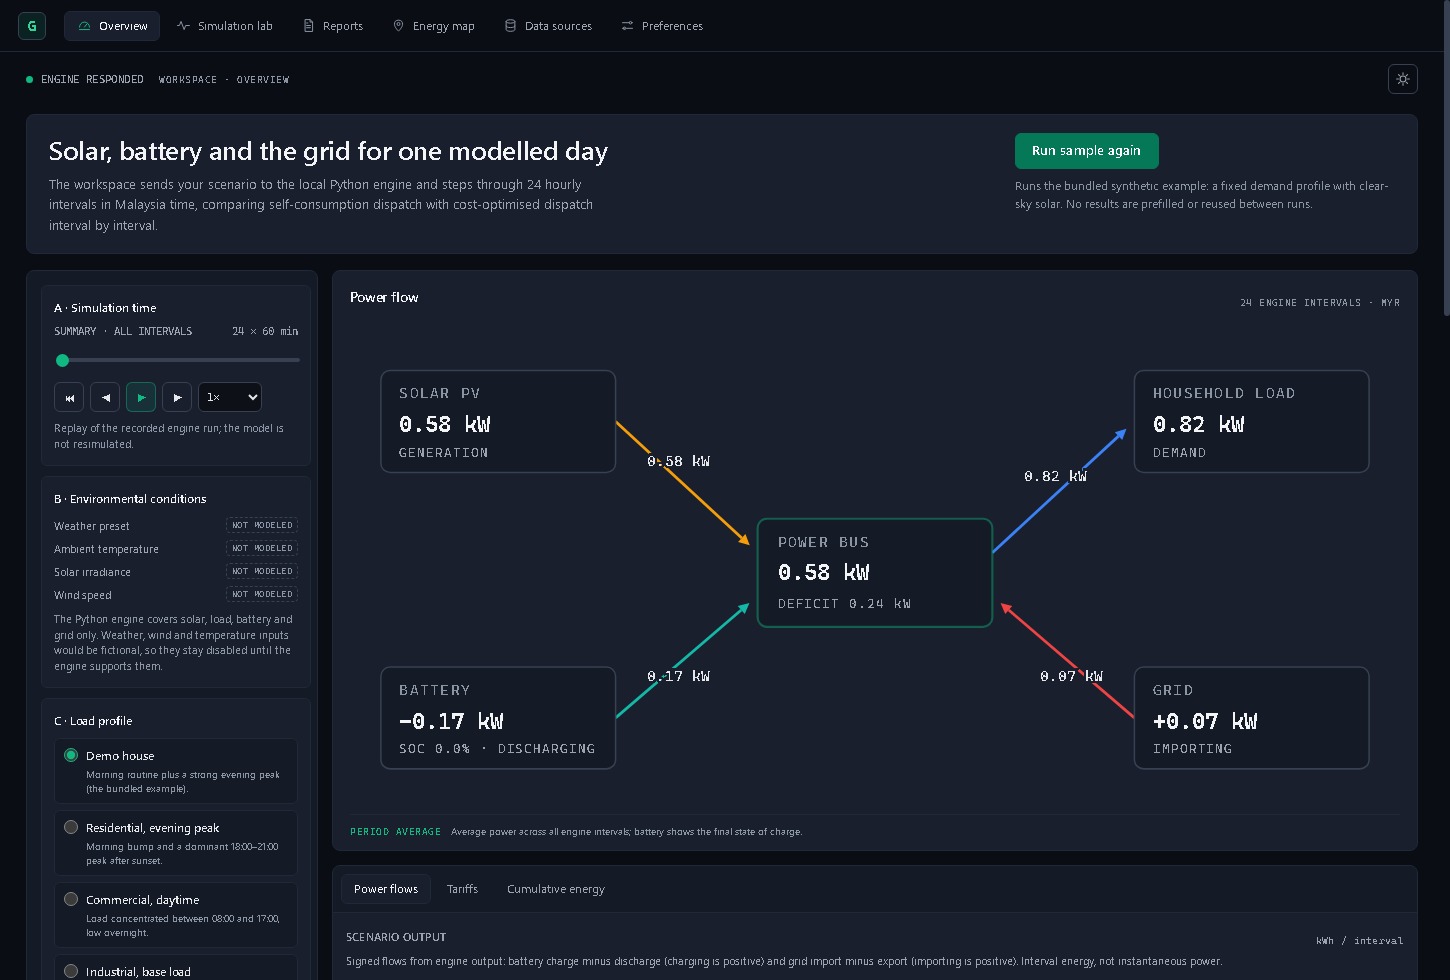 G Overview Simulation lab Reports Energy map Data sources Preferences
ENGINE RESPONDED WORKSPACE · OVERVIEW
Solar, battery and the grid for one modelled day
The workspace sends your scenario to the local Python engine and steps through 24 hourly
intervals in Malaysia time, comparing self-consumption dispatch with cost-optimised dispatch
interval by interval.
Run sample again
Runs the bundled synthetic example: a fixed demand profile with clear-
sky solar. No results are prefilled or reused between runs.
A · Simulation time
SUMMARY · ALL INTERVALS 24 × 60 min
1×
Replay of the recorded engine run; the model is
not resimulated.
B · Environmental conditions
Weather preset NOT MODELED
Ambient temperature NOT MODELED
Solar irradiance NOT MODELED
Wind speed NOT MODELED
The Python engine covers solar, load, battery and
grid only. Weather, wind and temperature inputs
would be fictional, so they stay disabled until the
engine supports them.
C · Load profile
Demo house
Morning routine plus a strong evening peak
(the bundled example).
Residential, evening peak
Morning bump and a dominant 18:00–21:00
peak after sunset.
Commercial, daytime
Load concentrated between 08:00 and 17:00,
low overnight.
Industrial, base load
Power flow
24 ENGINE INTERVALS · MYR
SOLAR PV
0.58 kW
GENERATION
HOUSEHOLD LOAD
0.82 kW
DEMAND
0.58 kW
0.82 kW
POWER BUS
0.58 kW
DEFICIT 0.24 kW
0.17 kW
0.07 kW
BATTERY
−0.17 kW
SOC 0.0% · DISCHARGING
GRID
+0.07 kW
IMPORTING
PERIOD AVERAGE Average power across all engine intervals; battery shows the final state of charge.
Power flows Tariffs Cumulative energy
SCENARIO OUTPUT
kWh / interval
Signed flows from engine output: battery charge minus discharge (charging is positive) and grid import minus export (importing is positive). Interval energy, not instantaneous power.